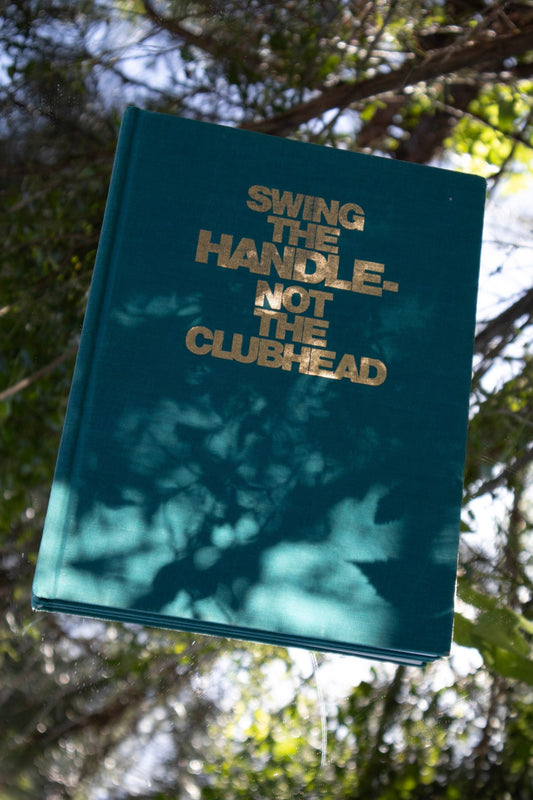 SWING
THE
HANDLE-
NOT
THE
CLUBHEAD